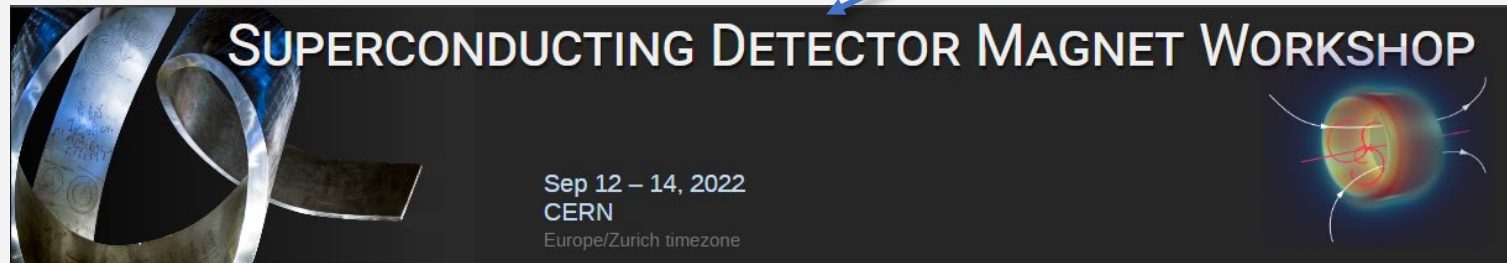 SUPERCONDUCTING DETECTOR MAGNET WORKSHOP
Sep 12 – 14, 2022
CERN
Europe/Zurich timezone